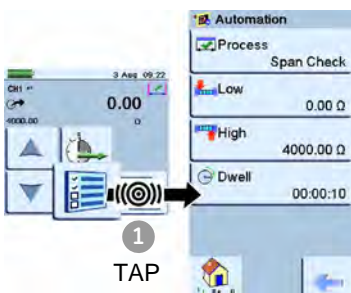 3 Aug 09:22
CH1
0.00
4000.00 Ω
1
TAP
Automation
Process
Span Check
Low
0.00 Ω
High
4000.00 Ω
Dwell
00:00:10